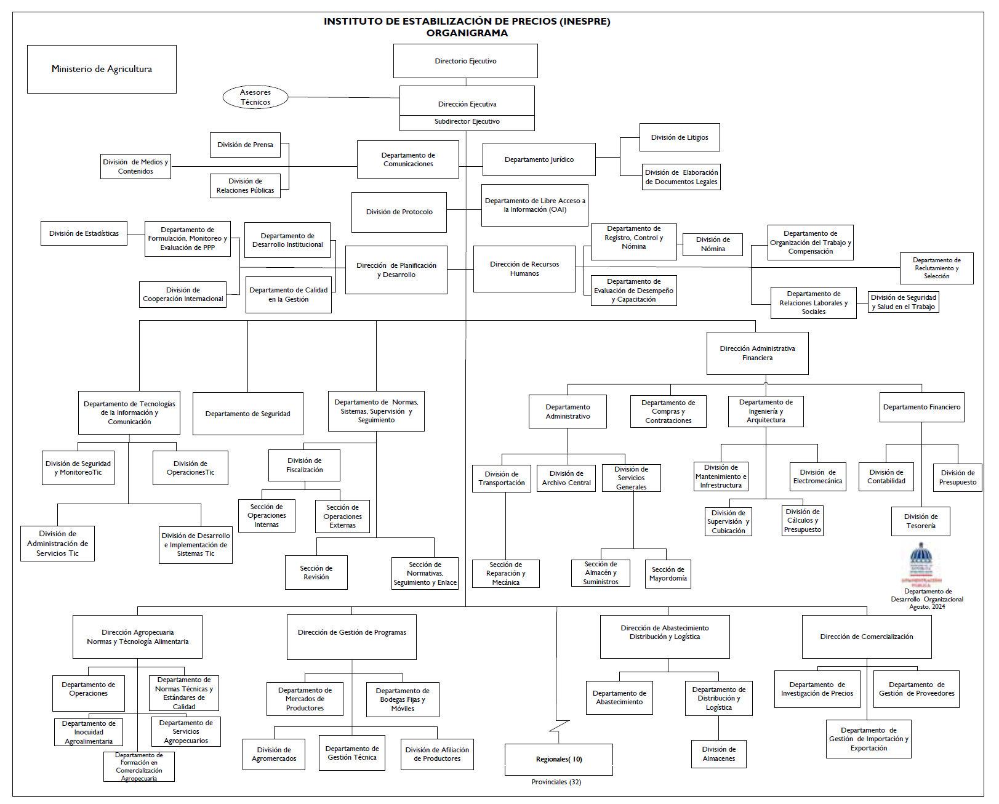 INSTITUTO DE ESTABILIZACIÓN DE PRECIOS (INESPRE)
ORGANIGRAMA
Ministerio de Agricultura
Directorio Ejecutivo
Asesores
Técnicos
Dirección Ejecutiva
Subdirector Ejecutivo
División de Prensa
División de Medios y
Contenidos
División de
Relaciones Públicas
Departamento de
Comunicaciones
Departamento Jurídico
División de Litigios
División de Elaboración
de Documentos Legales
División de Protocolo
Departamento de Libre Acceso a
la Información (OAI)
División de Estadísticas
Departamento de
Formulación, Monitoreo y
Evaluación de PPP
Departamento de
Desarrollo Institucional
División de
Cooperación Internacional
Departamento de Calidad
en la Gestión
Dirección de Planificación
y Desarrollo
Dirección de Recursos
Humanos
Departamento de
Registro, Control y
Nómina
División de
Nómina
Departamento de
Evaluación de Desempeño
y Capacitación
Departamento de
Organización del Trabajo y
Compensación
Departamento de
Reclutamiento y
Selección
Departamento de
Relaciones Laborales y
Sociales
División de Seguridad
y Salud en el Trabajo
Dirección Administrativa
Financiera
Departamento de Tecnologías
de la Información y
Comunicación
Departamento de Seguridad
Departamento de Normas,
Sistemas, Supervisión y
Seguimiento
Departamento
Administrativo
Departamento de
Compras y
Contrataciones
Departamento de
Ingeniería y
Arquitectura
Departamento Financiero
División de Seguridad
y MonitoreoTic
División de
OperacionesTic
División de
Fiscalización
División de
Transportación
División de
Archivo Central
División de
Servicios
Generales
División de
Mantenimiento e
Infrestructura
División de
Electromecánica
División de
Contabilidad
División de
Presupuesto
Sección de
Operaciones
Internas
Sección de
Operaciones
Externas
División de
Supervisión y
Cubicación
División de
Cálculos y
Presupuesto
División de
Tesorería
División de
Administración de
Servicios Tic
División de Desarrollo
e Implementación de
Sistemas Tic
Sección de
Revisión
Sección de
Normativas,
Seguimiento y Enlace
Sección de
Reparación y
Mecánica
Sección de
Almacén y
Suministros
Sección de
Mayordomía
Departamento de
Desarrollo Organizacional
Agosto, 2024
Dirección Agropecuaria
Normas y Técnología Alimentaria
Dirección de Gestión de Programas
Dirección de Abastecimiento
Distribución y Logística
Dirección de Comercialización
Departamento de
Operaciones
Departamento de
Normas Técnicas y
Estándares de
Calidad
Departamento de
Inocuidad
Agroalimentaria
Departamento de
Servicios
Agropecuarios
Departamento de
Formación en
Comercialización
Agropecuaria
Departamento de
Mercados de
Productores
Departamento de
Bodegas Fijas y
Móviles
División de
Agromercados
Departamento de
Gestión Técnica
División de Afiliación
de Productores
Regionales( 10)
Provinciales (32)
Departamento de
Abastecimiento
Departamento de
Distribución y
Logística
División de
Almacenes
Departamento de
Investigación de Precios
Departamento de
Gestión de Proveedores
Departamento de
Gestión de Importación y
Exportación